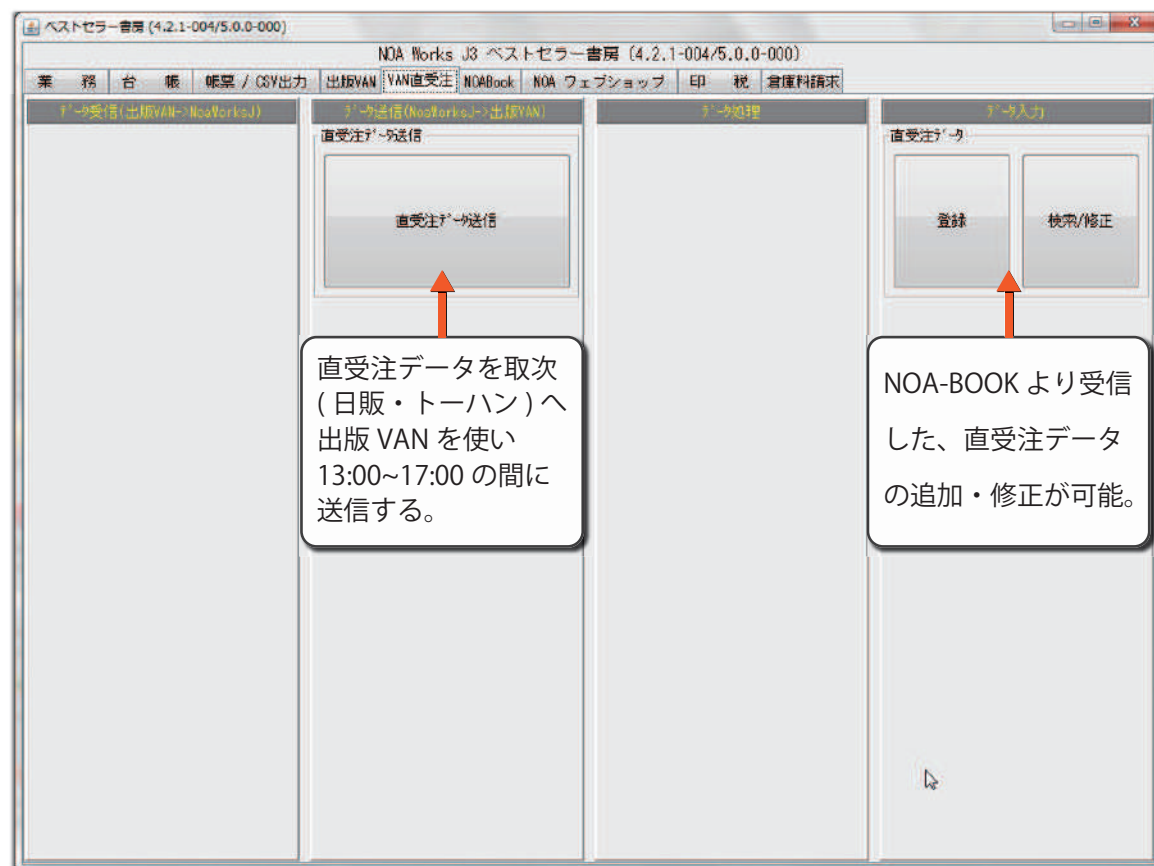 ベストセラー書房 (4.2.1-004/5.0.0-000)
NOA Works J3 ベストセラー書房 (4.2.1-004/5.0.0-000)
業 務 台 帳 帳票 / CSV出力 出版VAN VAN直受注 NOABook NOA ウェブショップ 印 税 倉庫料請求
ﾃﾞｰﾀ受信(出版VAN->NoaWorksJ) ﾃﾞｰﾀ送信(NoaWorksJ->出版VAN) ﾃﾞｰﾀ処理 ﾃﾞｰﾀ入力
直受注ﾃﾞｰﾀ送信
直受注ﾃﾞｰﾀ送信
直受注データを取次
( 日販・トーハン ) へ
出版 VAN を使い
13:00~17:00 の間に
送信する。
直受注ﾃﾞｰﾀ
登録 検索/修正
NOA-BOOK より受信
した、直受注データ
の追加・修正が可能。